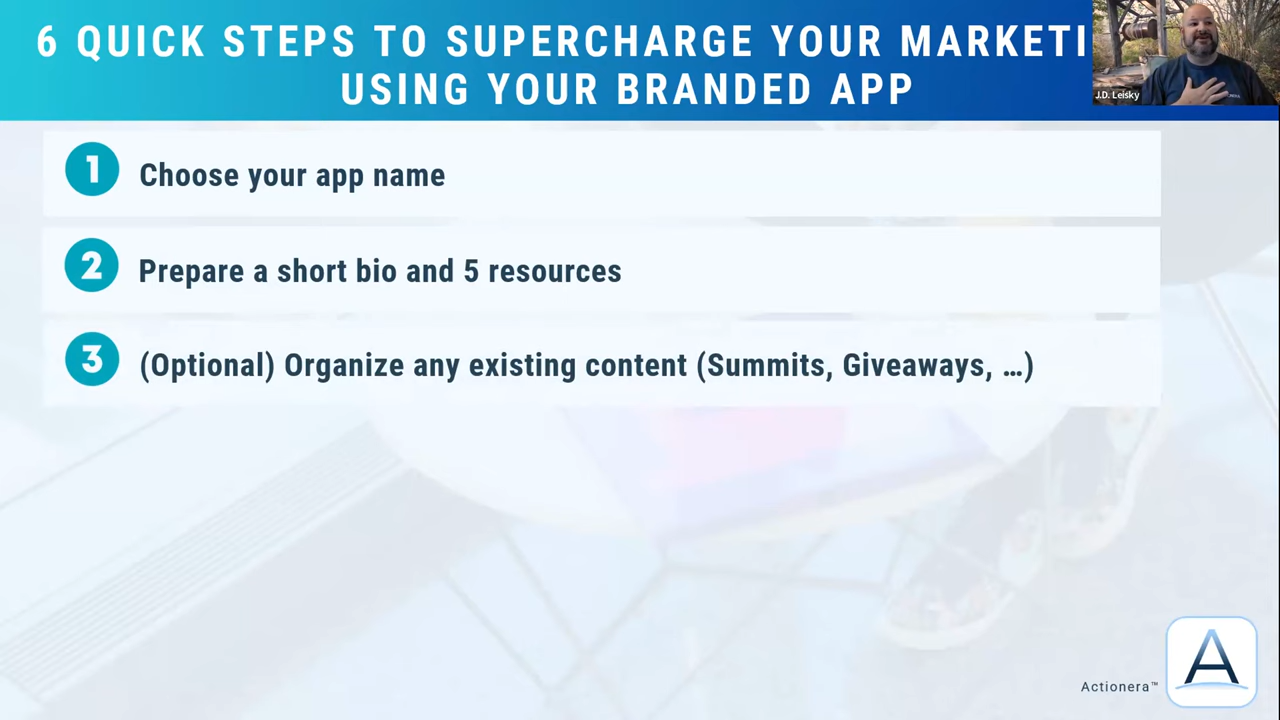 6 QUICK STEPS TO SUPERCHARGE YOUR MARKETI
USING YOUR BRANDED APP
J.D. Leisky
1 Choose your app name
2 Prepare a short bio and 5 resources
3 (Optional) Organize any existing content (Summits, Giveaways, ...)
Actionera™
A